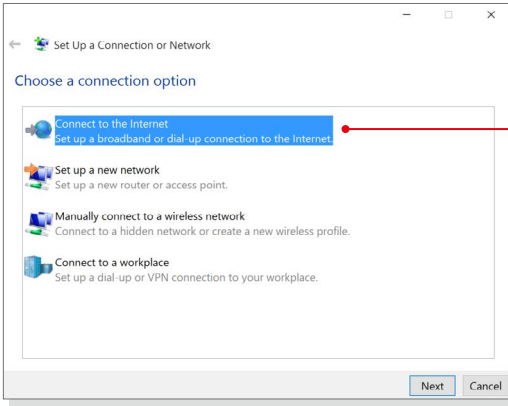 Set Up a Connection or Network
Choose a connection option
Connect to the Internet
Set up a broadband or dial-up connection to the Internet.
Set up a new network
Set up a new router or access point.
Manually connect to a wireless network
Connect to a hidden network or create a new wireless profile.
Connect to a workplace
Set up a dial-up or VPN connection to your workplace.
Next Cancel